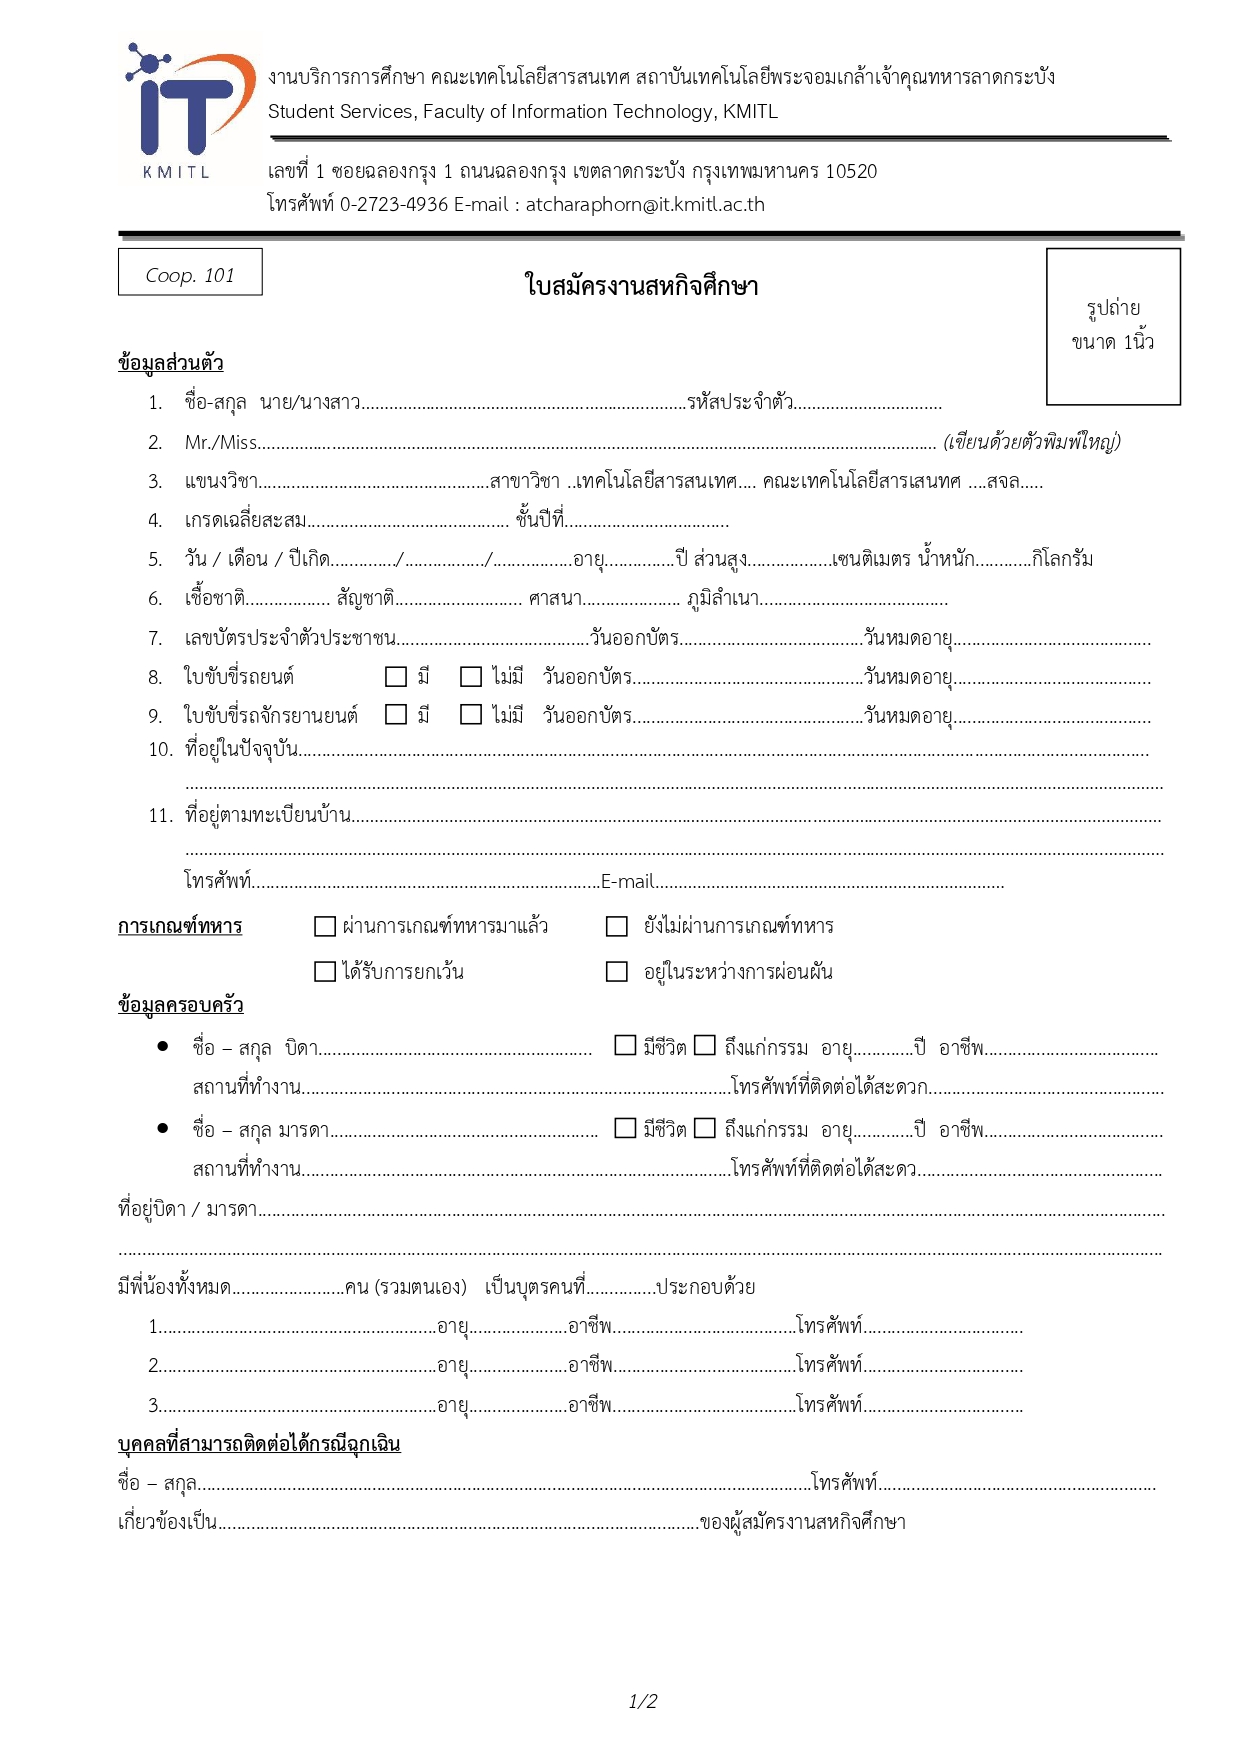 iT
KMITL
งานบริการการศึกษา คณะเทคโนโลยีสารสนเทศ สถาบันเทคโนโลยีพระจอมเกล้าเจ้าคุณทหารลาดกระบัง
Student Services, Faculty of Information Technology, KMITL
เลขที่ 1 ซอยฉลองกรุง 1 ถนนฉลองกรุง เขตลาดกระบัง กรุงเทพมหานคร 10520
โทรศัพท์ 0-2723-4936 E-mail : atcharaphorn@it.kmitl.ac.th
Coop. 101
ใบสมัครงานสหกิจศึกษา
รูปถ่าย
ขนาด 1นิ้ว
ข้อมูลส่วนตัว
1. ชื่อ-สกุล นาย/นางสาว..............................รหัสประจำตัว..............................
2. Mr./Miss.............................. (เขียนด้วยตัวพิมพ์ใหญ่)
3. แขนงวิชา..............................สาขาวิชา ..เทคโนโลยีสารสนเทศ.... คณะเทคโนโลยีสารเสนทศ ....สจล.....
4. เกรดเฉลี่ยสะสม.............................. ชั้นปีที่..............................
5. วัน / เดือน / ปีเกิด............../................./.................อายุ...............ปี ส่วนสูง..................เซนติเมตร น้ำหนัก............กิโลกรัม
6. เชื้อชาติ.................. สัญชาติ........................... ศาสนา..................... ภูมิลำเนา..............................
7. เลขบัตรประจำตัวประชาชน..............................วันออกบัตร..............................วันหมดอายุ..............................
8. ใบขับขี่รถยนต์ ☐ มี ☐ ไม่มี วันออกบัตร..............................วันหมดอายุ..............................
9. ใบขับขี่รถจักรยานยนต์ ☐ มี ☐ ไม่มี วันออกบัตร..............................วันหมดอายุ..............................
10. ที่อยู่ในปัจจุบัน..............................
..............................
11. ที่อยู่ตามทะเบียนบ้าน..............................
..............................
โทรศัพท์..............................E-mail..............................
การเกณฑ์ทหาร ☐ ผ่านการเกณฑ์ทหารมาแล้ว ☐ ยังไม่ผ่านการเกณฑ์ทหาร
☐ ได้รับการยกเว้น ☐ อยู่ในระหว่างการผ่อนผัน
ข้อมูลครอบครัว
● ชื่อ – สกุล บิดา.............................. ☐ มีชีวิต ☐ ถึงแก่กรรม อายุ.............ปี อาชีพ..............................
สถานที่ทำงาน..............................โทรศัพท์ที่ติดต่อได้สะดวก..............................
● ชื่อ – สกุล มารดา.............................. ☐ มีชีวิต ☐ ถึงแก่กรรม อายุ.............ปี อาชีพ..............................
สถานที่ทำงาน..............................โทรศัพท์ที่ติดต่อได้สะดว..............................
ที่อยู่บิดา / มารดา..............................
..............................
มีพี่น้องทั้งหมด........................คน (รวมตนเอง) เป็นบุตรคนที่...............ประกอบด้วย
1..............................อายุ.....................อาชีพ..............................โทรศัพท์..............................
2..............................อายุ.....................อาชีพ..............................โทรศัพท์..............................
3..............................อายุ.....................อาชีพ..............................โทรศัพท์..............................
บุคคลที่สามารถติดต่อได้กรณีฉุกเฉิน
ชื่อ – สกุล..............................โทรศัพท์..............................
เกี่ยวข้องเป็น..............................ของผู้สมัครงานสหกิจศึกษา
1/2